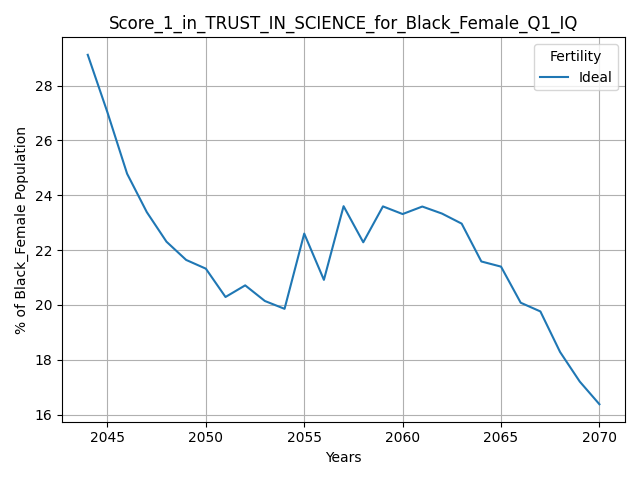 Score_1_in_TRUST_IN_SCIENCE_for_Black_Female_Q1_IQ
Fertility
Ideal
% of Black_Female Population
28
26
24
22
20
18
16
2045
2050
2055
2060
2065
2070
Years